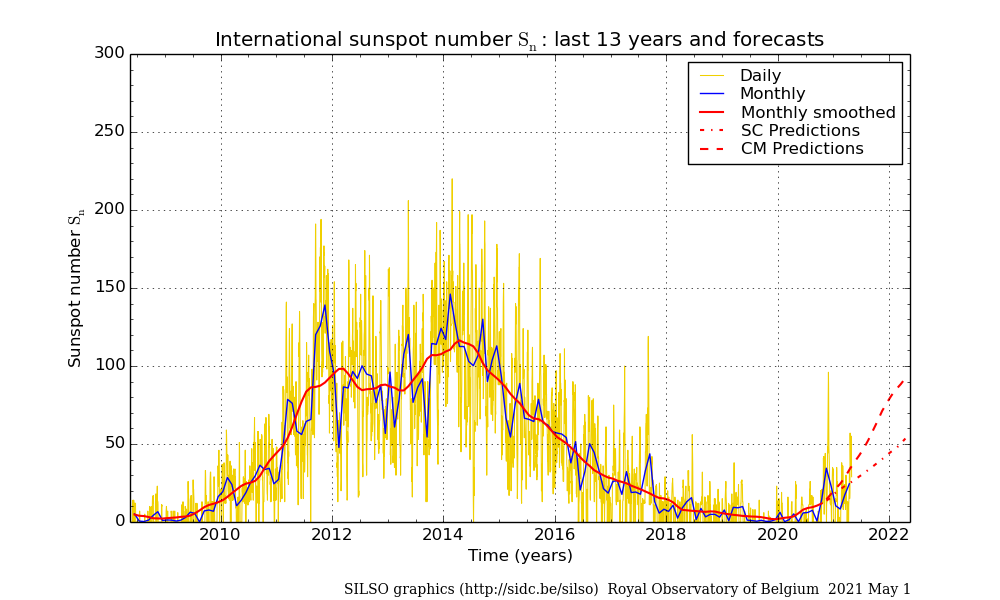 International sunspot number Sn : last 13 years and forecasts
300
250
200
150
100
50
0
Sunspot number Sn
Daily
Monthly
Monthly smoothed
SC Predictions
CM Predictions
2010 2012 2014 2016 2018 2020 2022
Time (years)
SILSO graphics (http://sidc.be/silso) Royal Observatory of Belgium 2021 May 1